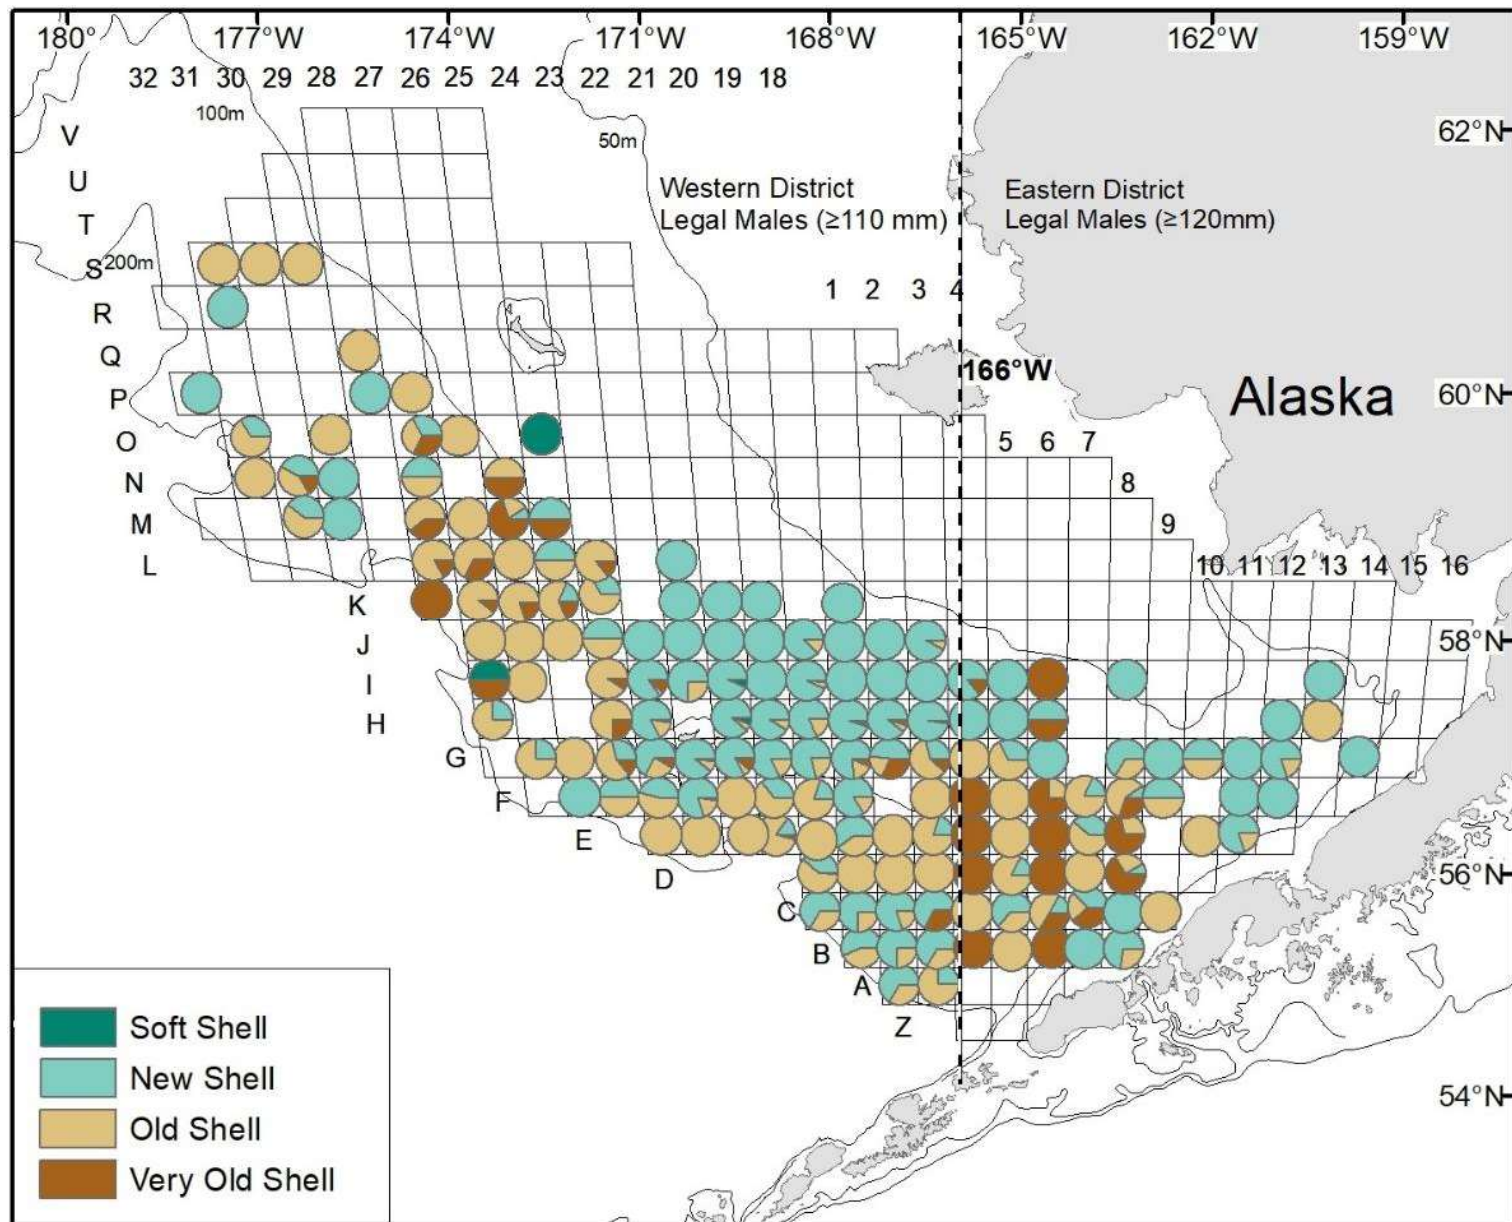 180° 177°W 174°W 171°W 168°W 165°W 162°W 159°W
32 31 30 29 28 27 26 25 24 23 22 21 20 19 18
100m
50m
62°N
V
U
T
Western District
Legal Males (≥110 mm)
Eastern District
Legal Males (≥120mm)
S 200m
R
1 2 3 4
Q
166°W
Alaska
P
60°N
O
5 6 7
N
8
M
9
L
10 11 12 13 14 15 16
K
J
58°N
I
H
G
F
E
D
56°N
C
B
A
Z
54°N
Soft Shell
New Shell
Old Shell
Very Old Shell